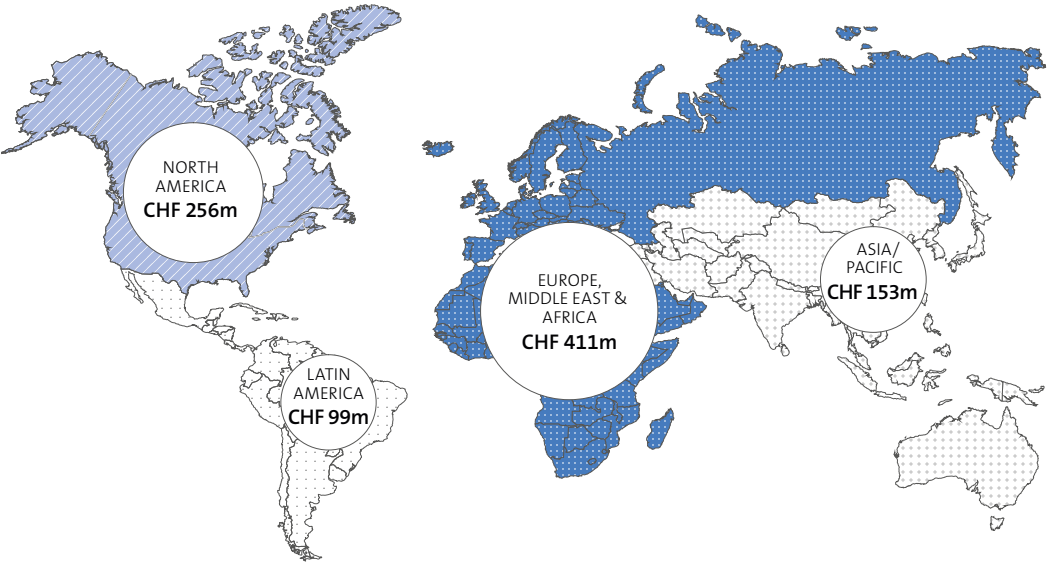 NORTH
AMERICA
CHF 256m
LATIN
AMERICA
CHF 99m
EUROPE,
MIDDLE EAST &
AFRICA
CHF 411m
ASIA/
PACIFIC
CHF 153m